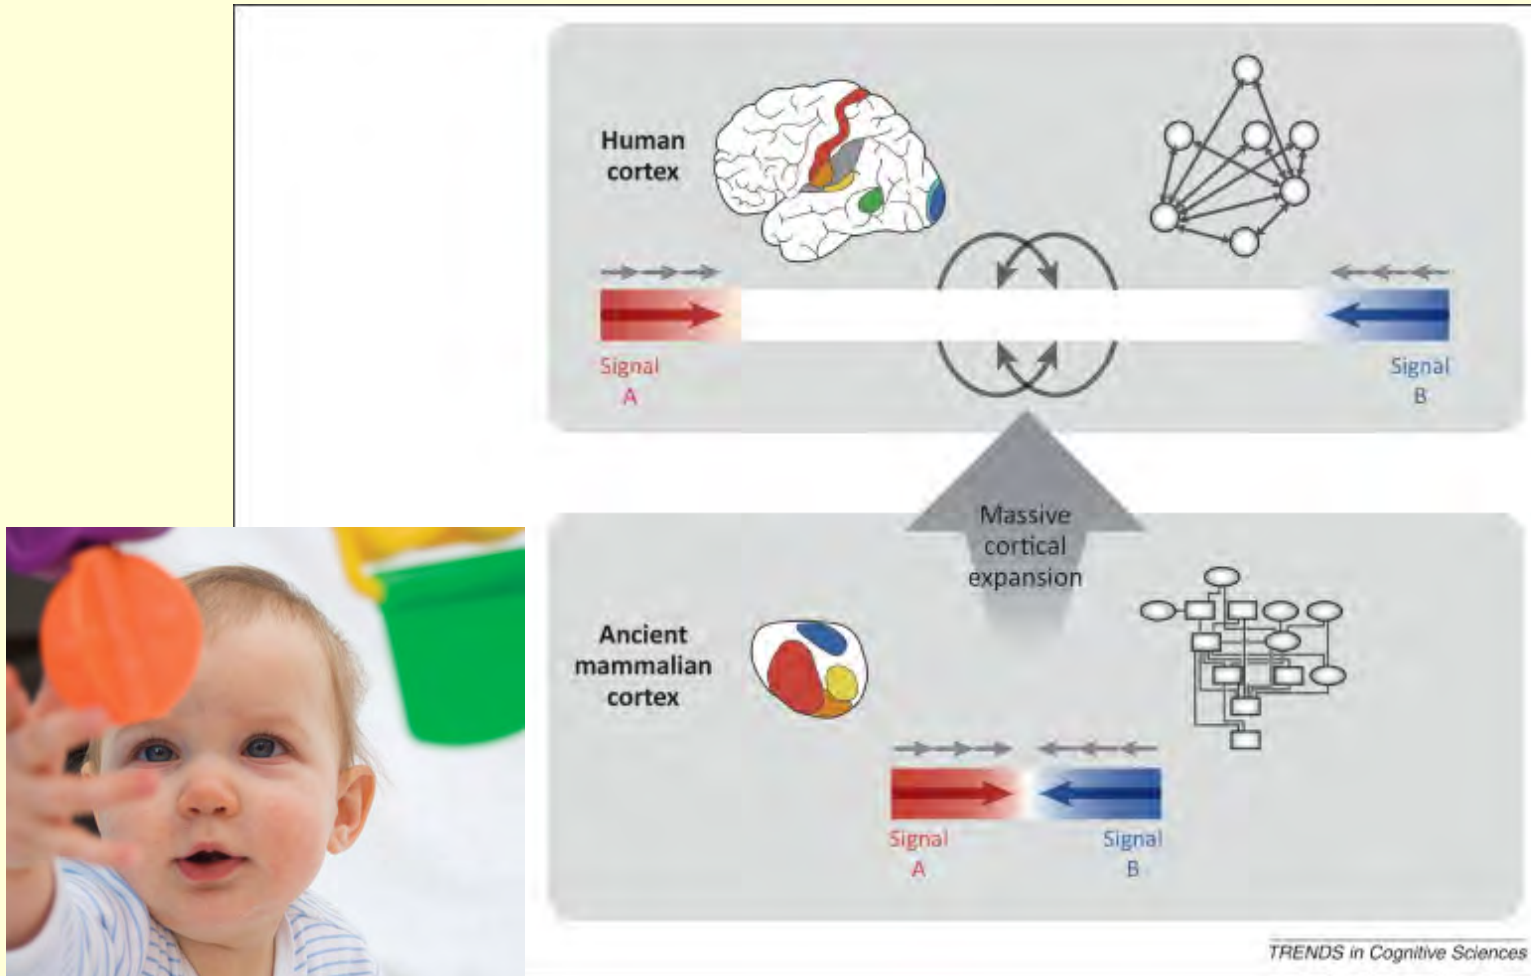 Human
cortex
Signal
A
Signal
B
Massive
cortical
expansion
Ancient
mammalian
cortex
Signal
A
Signal
B
TRENDS in Cognitive Sciences